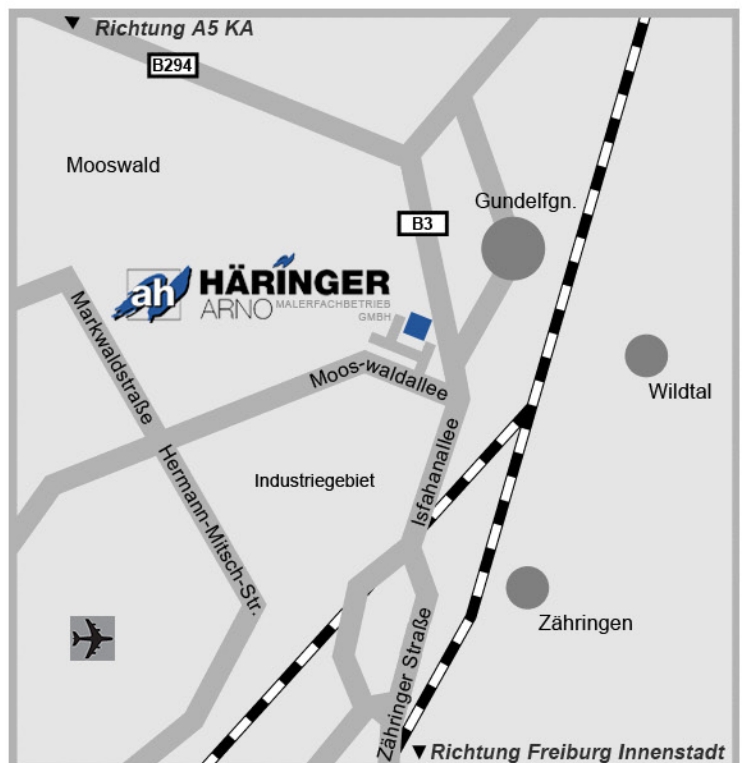 Richtung A5 KA
B294
Mooswald
Gundelfgn.
B3
ah HÄRINGER
ARNO MALERFACHBETRIEB
GMBH
Markwaldstraße
Moos-waldallee
Wildtal
Isfahanallee
Industriegebiet
Hermann-Mitsch-Str.
Zähringen
Zähringer Straße
Richtung Freiburg Innenstadt